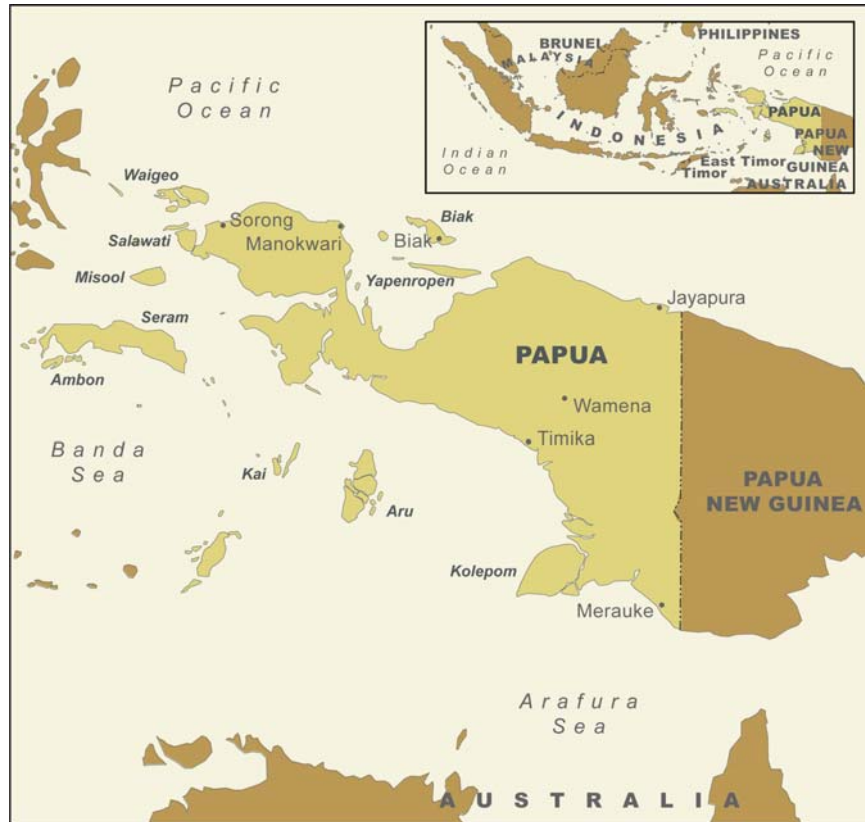 Pacific
Ocean
Waigeo
Sorong
Salawati
Manokwari
Biak
Biak
Misool
Yapenropen
Seram
Jayapura
Ambon
PAPUA
Wamena
Banda
Sea
Timika
Kai
Aru
PAPUA
NEW GUINEA
Kolepom
Merauke
Arafura
Sea
AUSTRALIA
PHILIPPINES
BRUNEI
MALAYSIA
Pacific
Ocean
PAPUA
INDONESIA
PAPUA
NEW
GUINEA
Indian
Ocean
East Timor
Timor
AUSTRALIA